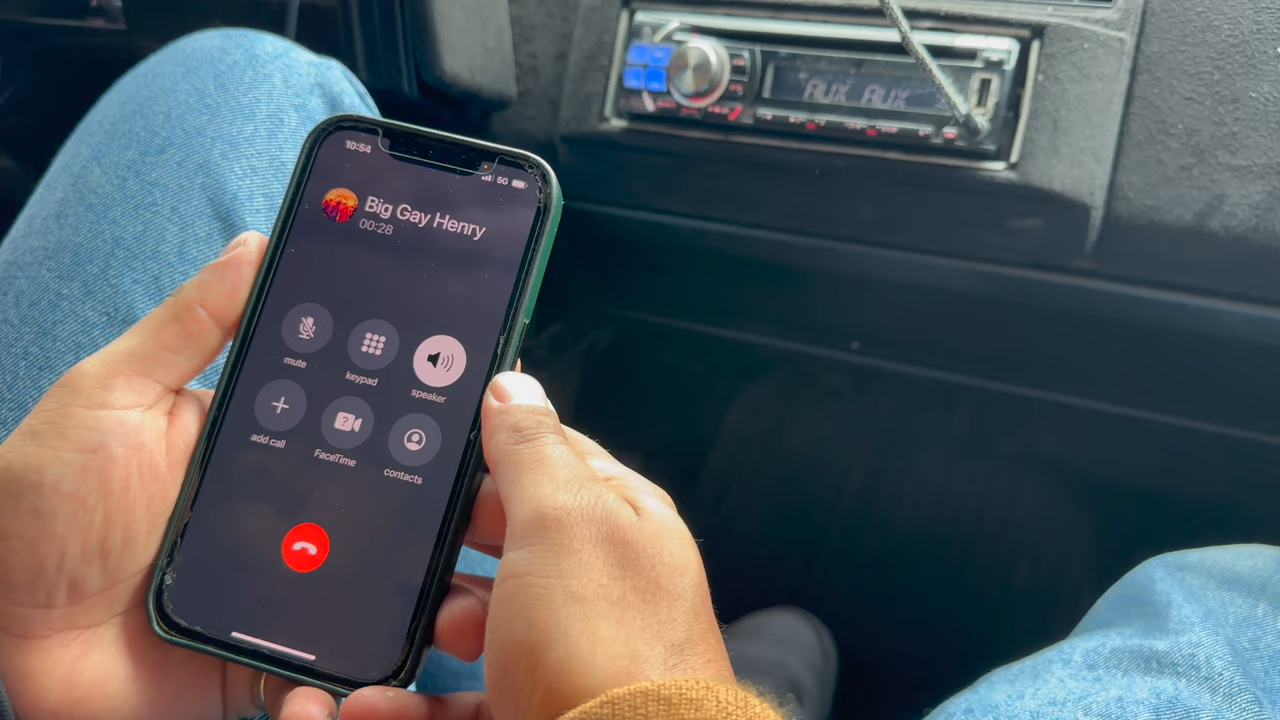 10:54
5G
Big Gay Henry
00:28
mute
keypad
speaker
add call
FaceTime
contacts
AUX AUX